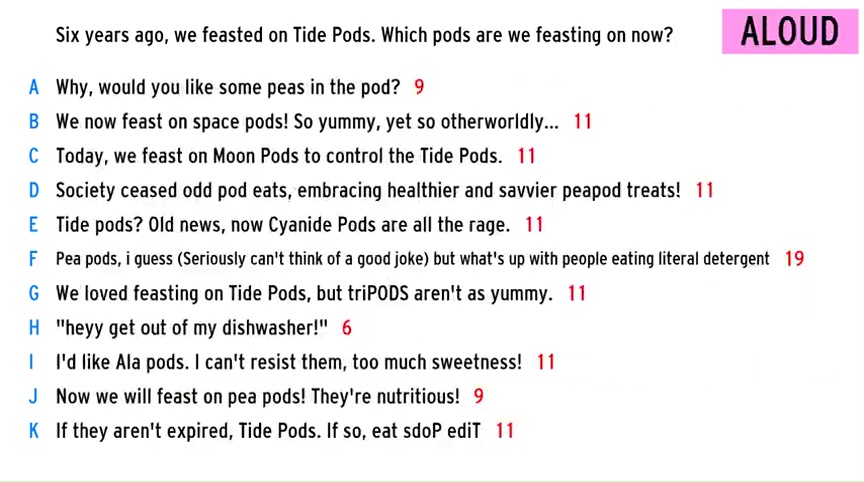 Six years ago, we feasted on Tide Pods. Which pods are we feasting on now?
ALOUD
A Why, would you like some peas in the pod? 9
B We now feast on space pods! So yummy, yet so otherworldly... 11
C Today, we feast on Moon Pods to control the Tide Pods. 11
D Society ceased odd pod eats, embracing healthier and savvier peapod treats! 11
E Tide pods? Old news, now Cyanide Pods are all the rage. 11
F Pea pods, i guess (Seriously can't think of a good joke) but what's up with people eating literal detergent 19
G We loved feasting on Tide Pods, but triPODS aren't as yummy. 11
H "heyy get out of my dishwasher!" 6
I I'd like Ala pods. I can't resist them, too much sweetness! 11
J Now we will feast on pea pods! They're nutritious! 9
K If they aren't expired, Tide Pods. If so, eat sdoP ediT 11